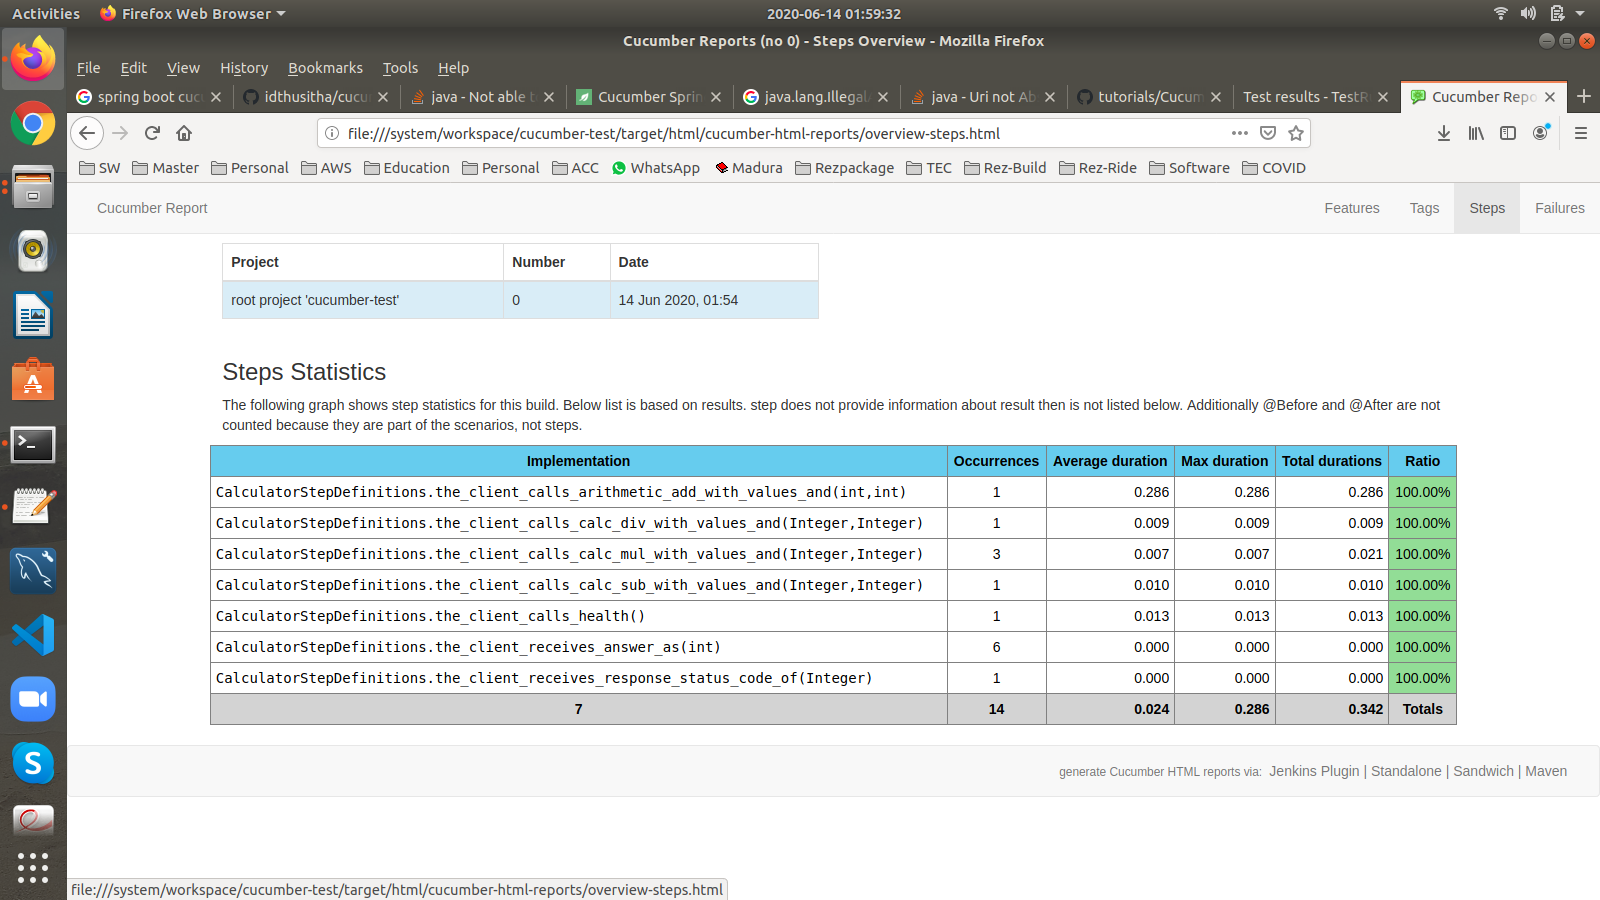 Activities Firefox Web Browser 2020-06-14 01:59:32
Cucumber Reports (no 0) - Steps Overview - Mozilla Firefox
File Edit View History Bookmarks Tools Help
spring boot cuc idthusitha/cucu java - Not able t Cucumber Sprin java.lang.Illegal java - Uri not Ab tutorials/Cucum Test results - TestR Cucumber Repo
file:///system/workspace/cucumber-test/target/html/cucumber-html-reports/overview-steps.html
SW Master Personal AWS Education Personal ACC WhatsApp Madura Rezpackage TEC Rez-Build Rez-Ride Software COVID
Cucumber Report Features Tags Steps Failures
Project Number Date
root project 'cucumber-test' 0 14 Jun 2020, 01:54
Steps Statistics
The following graph shows step statistics for this build. Below list is based on results. step does not provide information about result then is not listed below. Additionally @Before and @After are not
counted because they are part of the scenarios, not steps.
Implementation Occurrences Average duration Max duration Total durations Ratio
CalculatorStepDefinitions.the_client_calls_arithmetic_add_with_values_and(int,int) 1 0.286 0.286 0.286 100.00%
CalculatorStepDefinitions.the_client_calls_calc_div_with_values_and(Integer,Integer) 1 0.009 0.009 0.009 100.00%
CalculatorStepDefinitions.the_client_calls_calc_mul_with_values_and(Integer,Integer) 3 0.007 0.007 0.021 100.00%
CalculatorStepDefinitions.the_client_calls_calc_sub_with_values_and(Integer,Integer) 1 0.010 0.010 0.010 100.00%
CalculatorStepDefinitions.the_client_calls_health() 1 0.013 0.013 0.013 100.00%
CalculatorStepDefinitions.the_client_receives_answer_as(int) 6 0.000 0.000 0.000 100.00%
CalculatorStepDefinitions.the_client_receives_response_status_code_of(Integer) 1 0.000 0.000 0.000 100.00%
7 14 0.024 0.286 0.342 Totals
generate Cucumber HTML reports via: Jenkins Plugin | Standalone | Sandwich | Maven
file:///system/workspace/cucumber-test/target/html/cucumber-html-reports/overview-steps.html